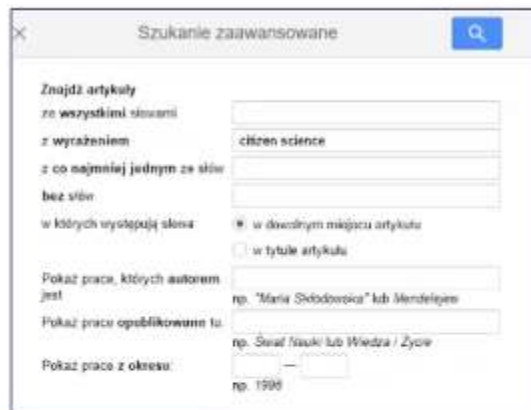 Szukanie zaawansowane
Znajdź artykuły
ze wszystkimi słowami
z wyrażeniem citizen science
z co najmniej jednym ze słów
bez słów
w których występują słowa w dowolnym miejscu artykułu
w tytule artykułu
Pokaż prace, których autorem
jest
np. "Maria Skłodowska" lub Mendelejew
Pokaż prace opublikowane tu:
np. Świat Nauki lub Wiedza i Życie
Pokaż prace z okresu: —
np. 1996